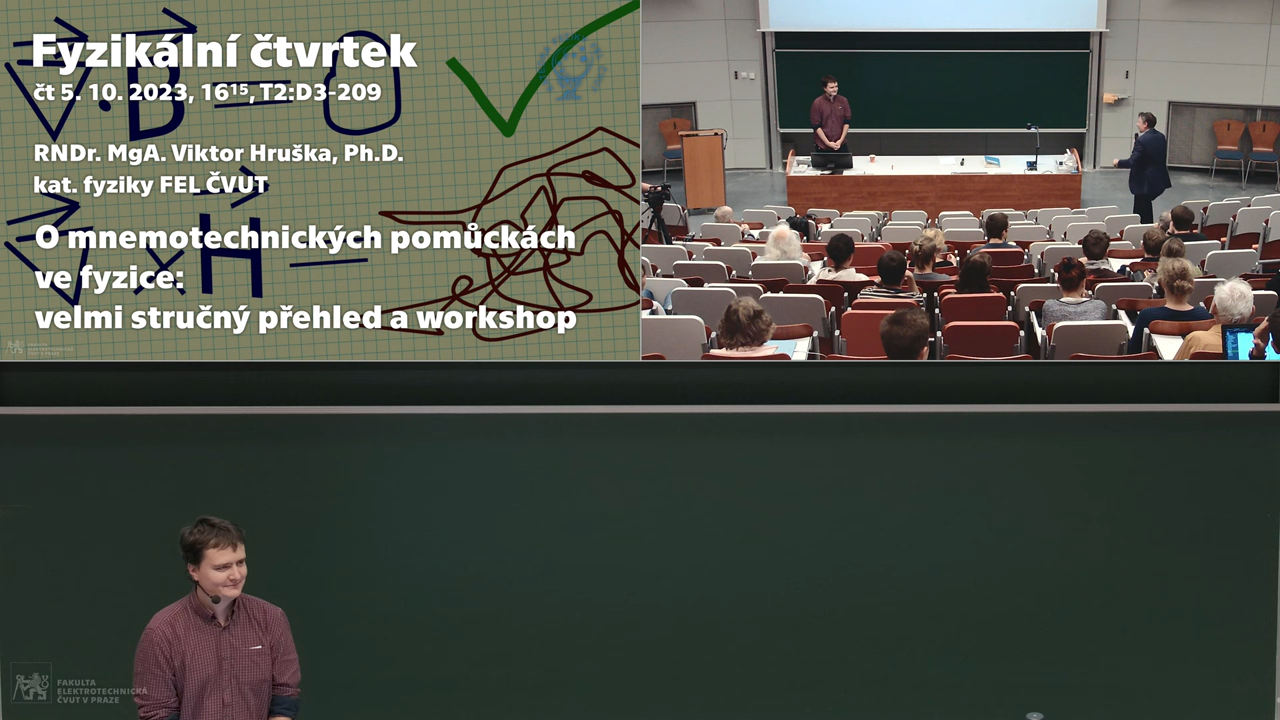 Fyzikální čtvrtek
čt 5. 10. 2023, 16¹⁵, T2:D3-209
∇⃗ · B⃗ = 0
RNDr. MgA. Viktor Hruška, Ph.D.
kat. fyziky FEL ČVUT
∇⃗ × H⃗ =
O mnemotechnických pomůckách
ve fyzice:
velmi stručný přehled a workshop
FAKULTA
ELEKTROTECHNICKÁ
ČVUT V PRAZE